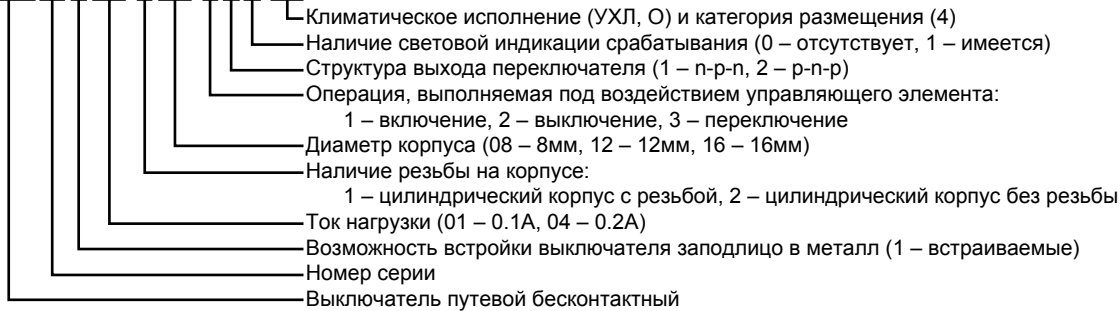 Климатическое исполнение (УХЛ, О) и категория размещения (4)
Наличие световой индикации срабатывания (0 – отсутствует, 1 – имеется)
Структура выхода переключателя (1 – n-p-n, 2 – p-n-p)
Операция, выполняемая под воздействием управляющего элемента:
1 – включение, 2 – выключение, 3 – переключение
Диаметр корпуса (08 – 8мм, 12 – 12мм, 16 – 16мм)
Наличие резьбы на корпусе:
1 – цилиндрический корпус с резьбой, 2 – цилиндрический корпус без резьбы
Ток нагрузки (01 – 0.1А, 04 – 0.2А)
Возможность встройки выключателя заподлицо в металл (1 – встраиваемые)
Номер серии
Выключатель путевой бесконтактный